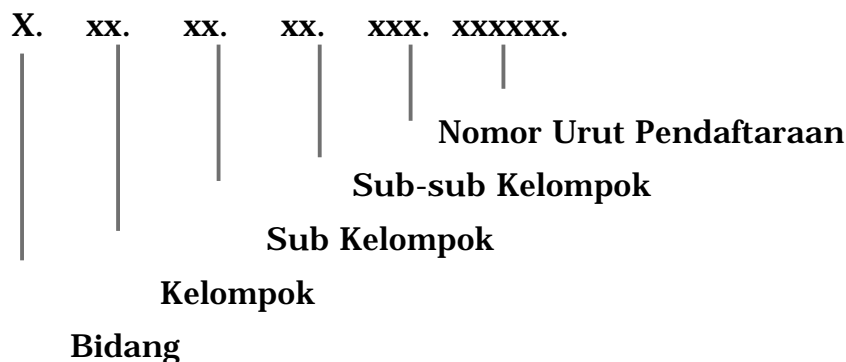 X. xx. xx. xx. xxx. xxxxxx.
Nomor Urut Pendaftaraan
Sub-sub Kelompok
Sub Kelompok
Kelompok
Bidang